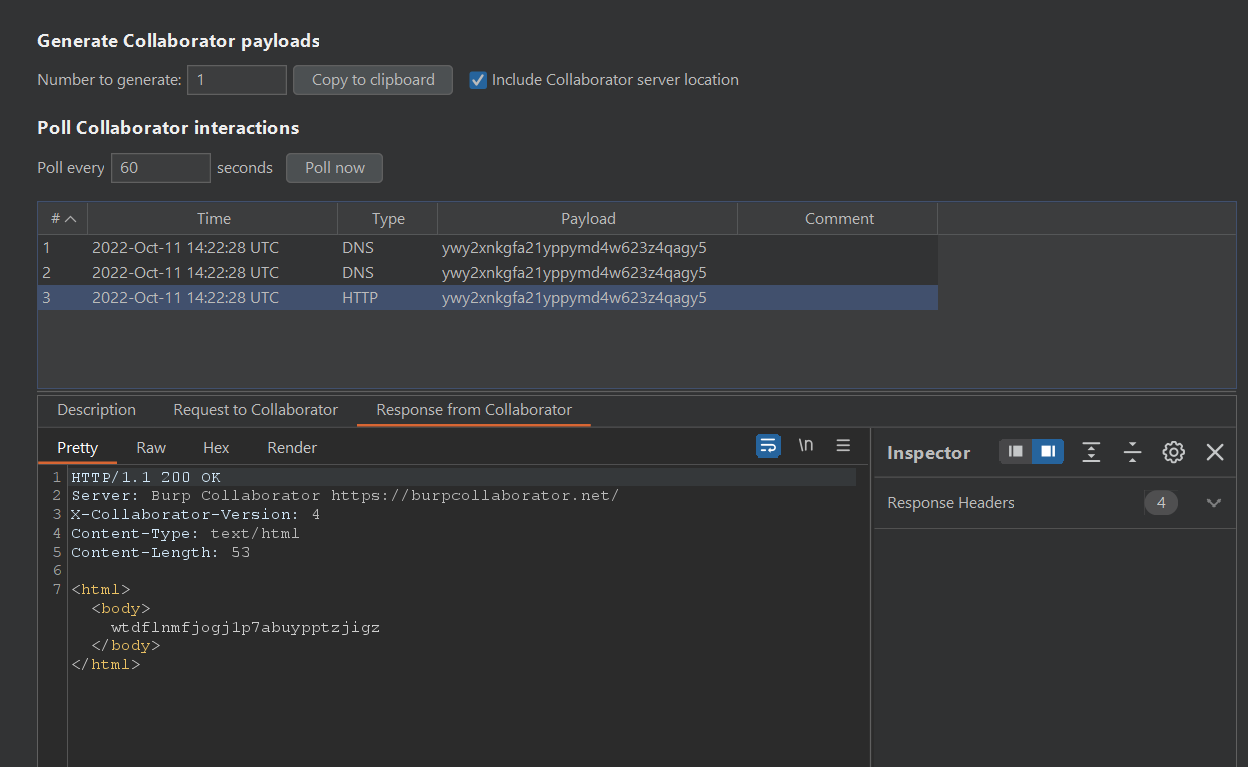 Generate Collaborator payloads
Number to generate: 1 Copy to clipboard Include Collaborator server location
Poll Collaborator interactions
Poll every 60 seconds Poll now
# Time Type Payload Comment
1 2022-Oct-11 14:22:28 UTC DNS ywy2xnkgfa21yppymd4w623z4qagy5
2 2022-Oct-11 14:22:28 UTC DNS ywy2xnkgfa21yppymd4w623z4qagy5
3 2022-Oct-11 14:22:28 UTC HTTP ywy2xnkgfa21yppymd4w623z4qagy5
Description Request to Collaborator Response from Collaborator
Pretty Raw Hex Render \n
Inspector
1 HTTP/1.1 200 OK
2 Server: Burp Collaborator https://burpcollaborator.net/
3 X-Collaborator-Version: 4
4 Content-Type: text/html
5 Content-Length: 53
6
7 <html>
<body>
wtdflnmfjogj1p7abuypptzjigz
</body>
</html>
Response Headers 4